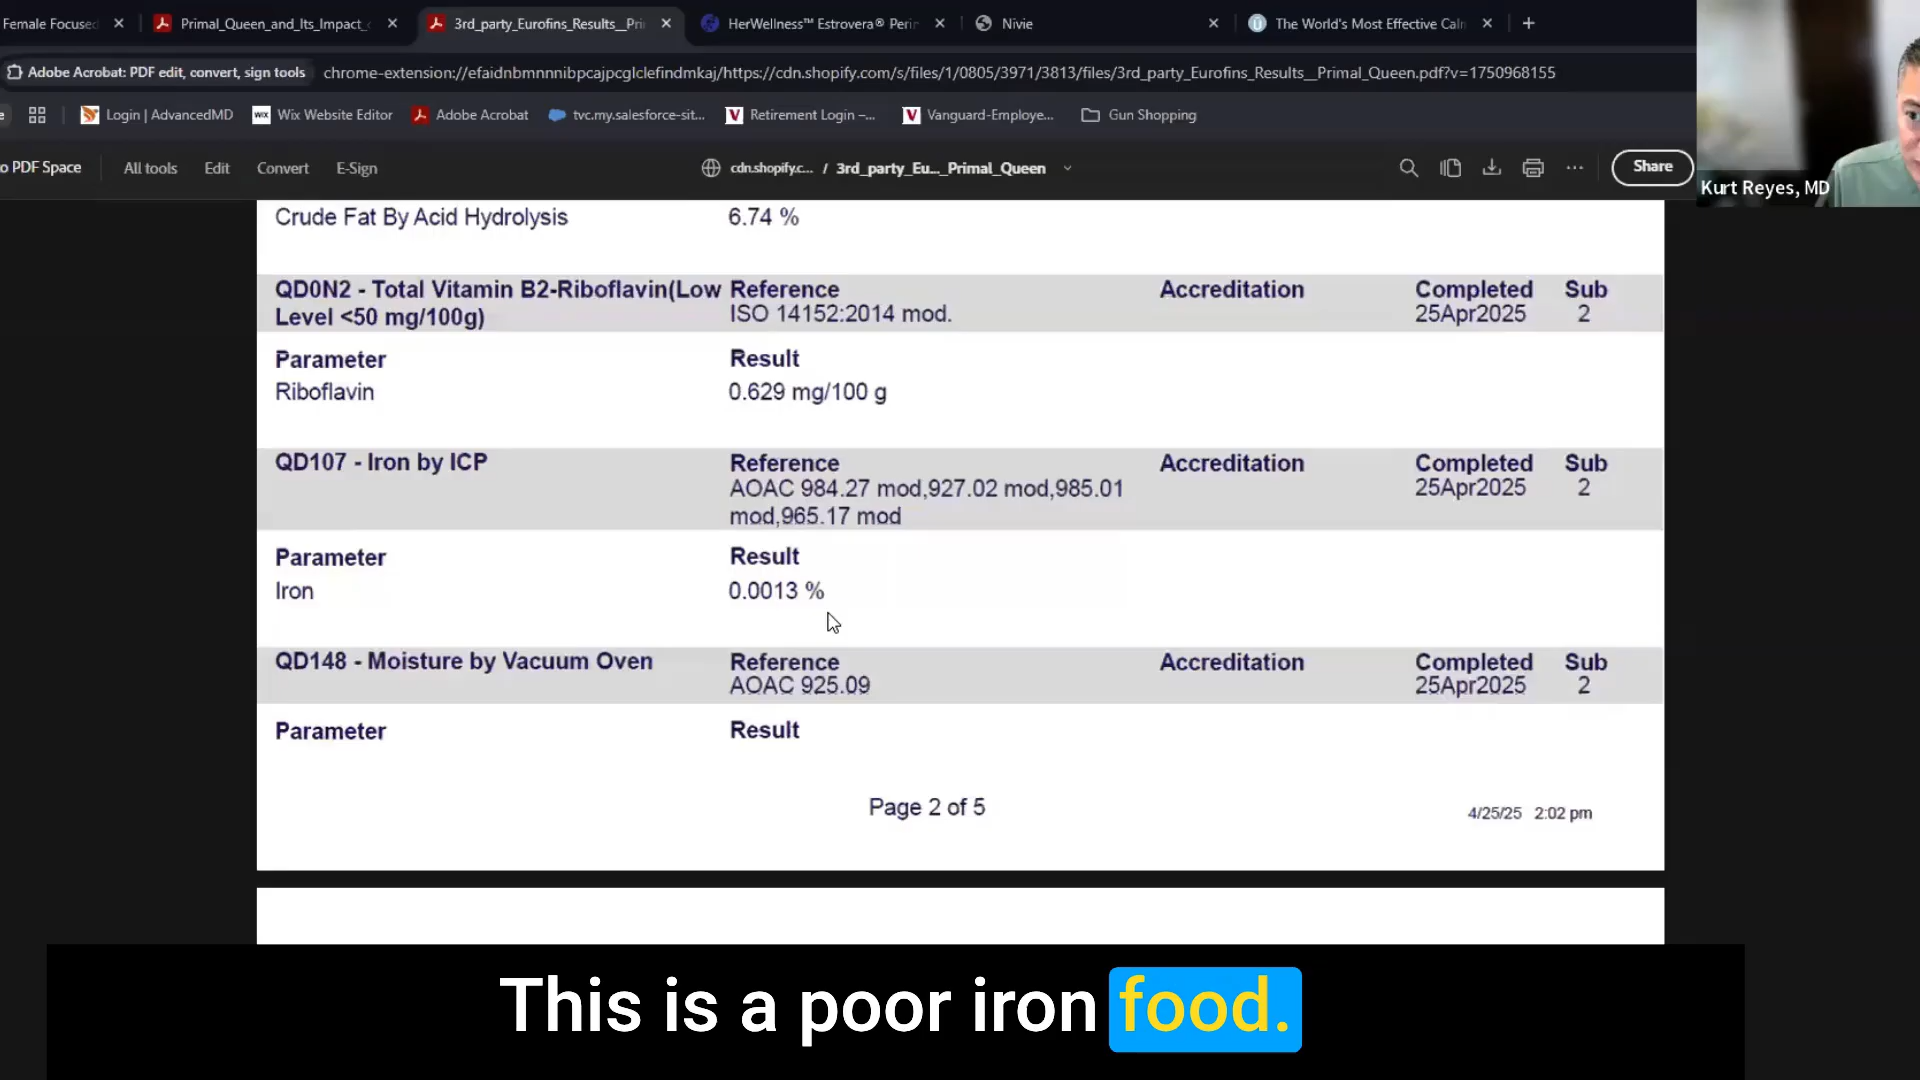 Female Focused
Primal_Queen_and_Its_Impact_
3rd_party_Eurofins_Results__Pri
HerWellness™ Estrovera® Peri
Nivie
The World's Most Effective Cal
Adobe Acrobat: PDF edit, convert, sign tools
chrome-extension://efaidnbmnnnibpcajpcglclefindmkaj/https://cdn.shopify.com/s/files/1/0805/3971/3813/files/3rd_party_Eurofins_Results__Primal_Queen.pdf?v=1750968155
Login | AdvancedMD
WIX Wix Website Editor
Adobe Acrobat
tvc.my.salesforce-sit...
V Retirement Login –...
V Vanguard-Employe...
Gun Shopping
o PDF Space
All tools
Edit
Convert
E-Sign
cdn.shopify.c... / 3rd_party_Eu..._Primal_Queen
Share
Kurt Reyes, MD
Crude Fat By Acid Hydrolysis 6.74 %
QD0N2 - Total Vitamin B2-Riboflavin(Low Reference Accreditation Completed Sub
Level <50 mg/100g) ISO 14152:2014 mod. 25Apr2025 2
Parameter Result
Riboflavin 0.629 mg/100 g
QD107 - Iron by ICP Reference Accreditation Completed Sub
AOAC 984.27 mod,927.02 mod,985.01 25Apr2025 2
mod,965.17 mod
Parameter Result
Iron 0.0013 %
QD148 - Moisture by Vacuum Oven Reference Accreditation Completed Sub
AOAC 925.09 25Apr2025 2
Parameter Result
Page 2 of 5
4/25/25 2:02 pm
This is a poor iron food.